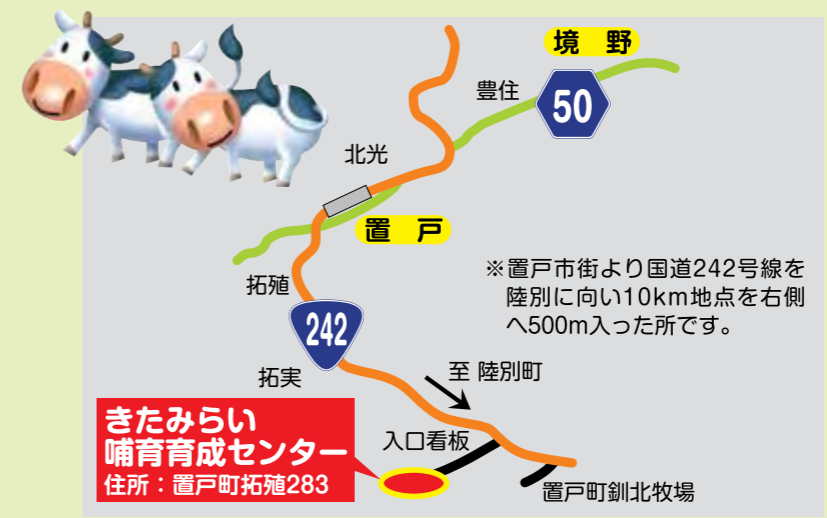 境 野
豊住
50
北光
置 戸
※置戸市街より国道242号線を
陸別に向い10km地点を右側
へ500m入った所です。
拓殖
242
拓実
至 陸別町
きたみらい
哺育育成センター
住所：置戸町拓殖283
入口看板
置戸町釧北牧場